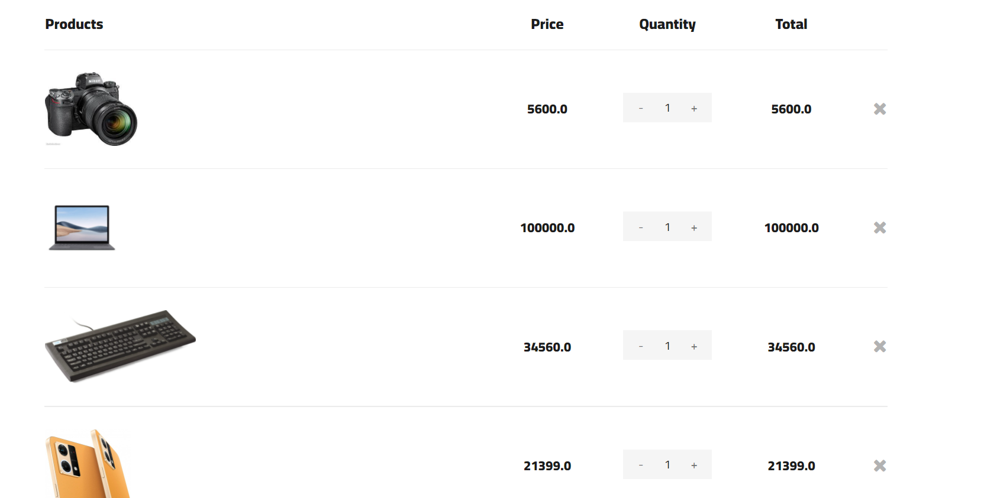 Products Price Quantity Total
Nikon
5600.0 - 1 + 5600.0 ✖
100000.0 - 1 + 100000.0 ✖
34560.0 - 1 + 34560.0 ✖
21399.0 - 1 + 21399.0 ✖